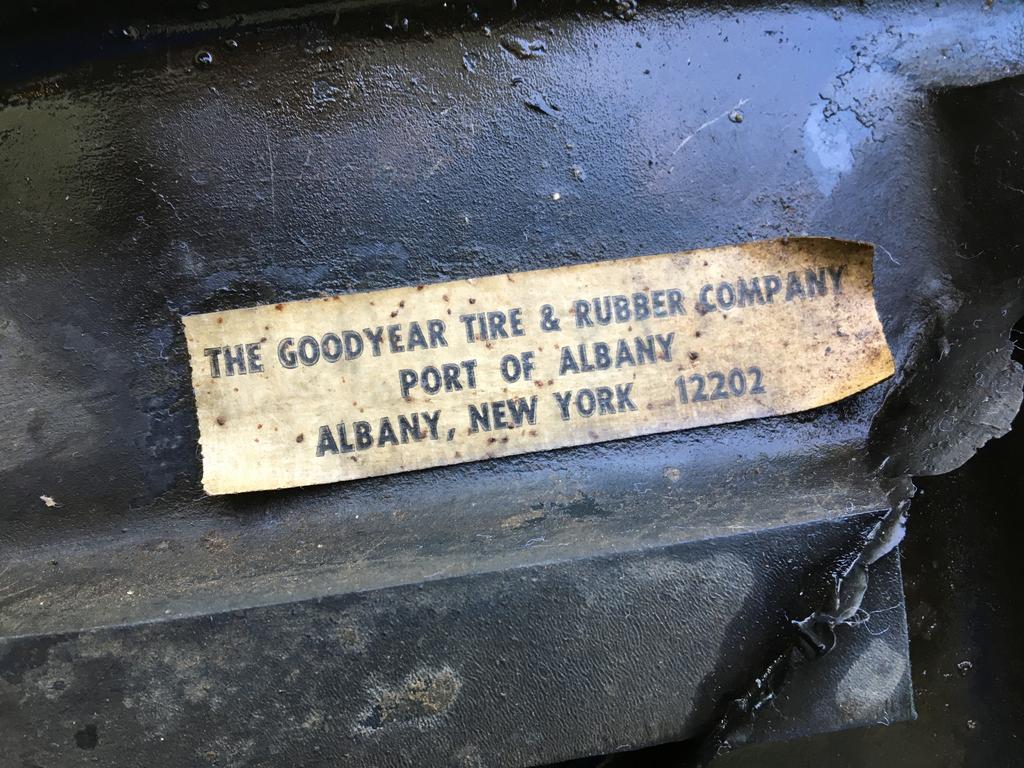 THE GOODYEAR TIRE & RUBBER COMPANY
PORT OF ALBANY
ALBANY, NEW YORK 12202